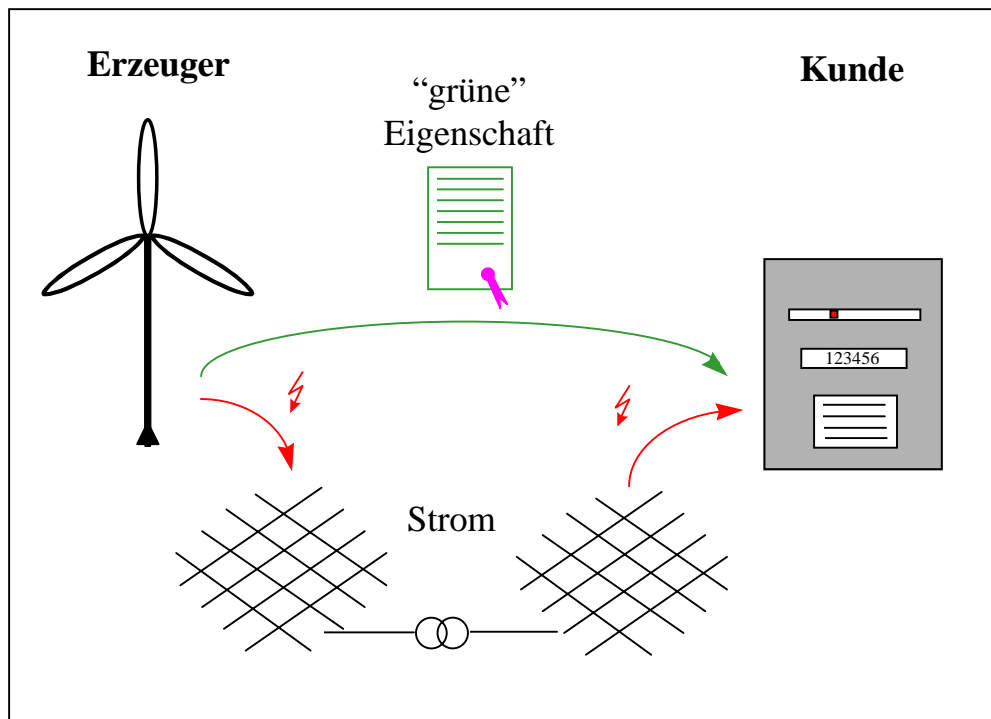 Erzeuger
“grüne”
Eigenschaft
Kunde
123456
Strom